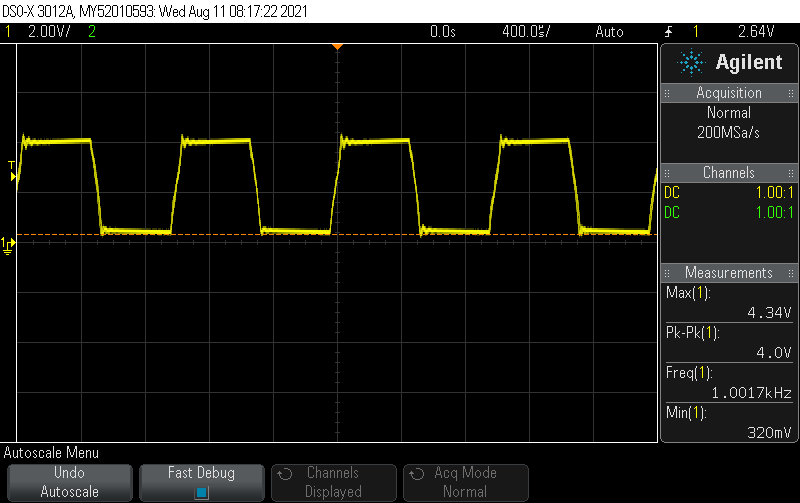 DSO-X 3012A, MY52010593: Wed Aug 11 08:17:22 2021
1 2.00V/ 2 0.0s 400.0㎲/ Auto 1 2.64V
Agilent
Acquisition
Normal
200MSa/s
Channels
DC 1.00:1
DC 1.00:1
Measurements
Max(1):
4.34V
Pk-Pk(1):
4.0V
Freq(1):
1.0017kHz
Min(1):
320mV
T
1
Autoscale Menu
Undo
Autoscale
Fast Debug
Channels
Displayed
Acq Mode
Normal